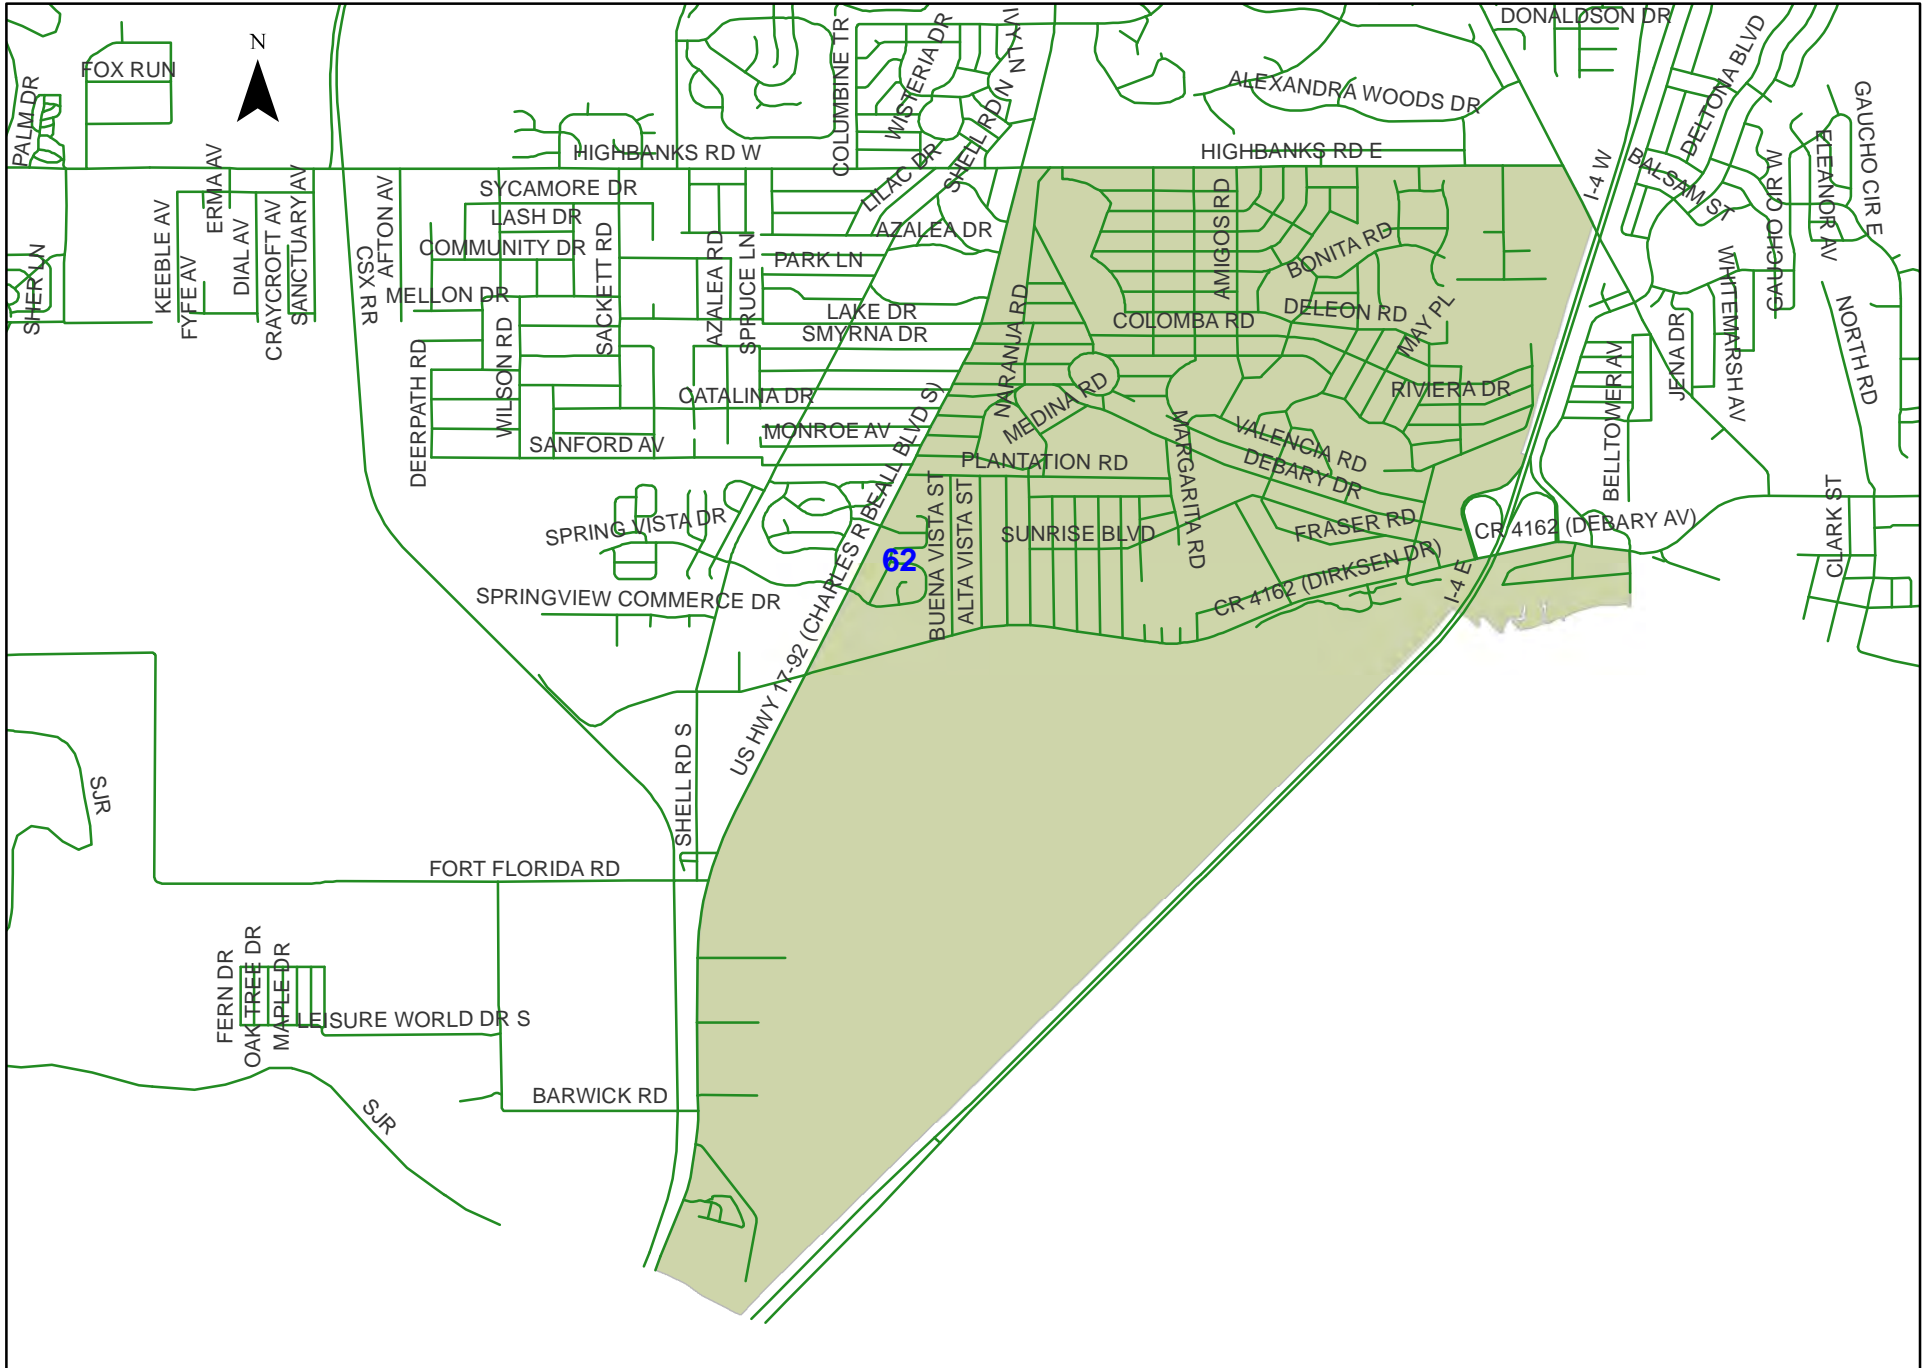 DONALDSON DR
N
FOX RUN
PALM DR
COLUMBINE TR
WISTERIA DR
IVY LN
ALEXANDRA WOODS DR
DELTONA BLVD
GAUCHO CIR E
HIGHBANKS RD W
SHELL RD N
HIGHBANKS RD E
LILAC DR
I-4 W
BALSAM ST
GAUCHO CIR W
ELEANOR AV
KEEBLE AV
FYFE AV
ERMA AV
DIAL AV
CRAYCROFT AV
SANCTUARY AV
CSX RR
AFTON AV
SYCAMORE DR
LASH DR
COMMUNITY DR
SACKETT RD
AZALEA RD
SPRUCE LN
AZALEA DR
PARK LN
AMIGOS RD
BONITA RD
SHER LN
MELLON DR
LAKE DR
SMYRNA DR
NARANJA RD
COLOMBA RD
DELEON RD
MAY PL
WHITEMARSH AV
NORTH RD
JENA DR
BELLTOWER AV
DEERPATH RD
WILSON RD
CATALINA DR
MEDINA RD
RIVIERA DR
SANFORD AV
MONROE AV
PLANTATION RD
MARGARITA RD
VALENCIA RD
DEBARY DR
CLARK ST
SPRING VISTA DR
US HWY 17-92 (CHARLES R BEALL BLVD S)
BUENA VISTA ST
ALTA VISTA ST
SUNRISE BLVD
FRASER RD
CR 4162 (DEBARY AV)
62
CR 4162 (DIRKSEN DR)
I-4 E
SPRINGVIEW COMMERCE DR
SHELL RD S
SJR
FORT FLORIDA RD
FERN DR
OAK TREE DR
MAPLE DR
LEISURE WORLD DR S
BARWICK RD
SJR